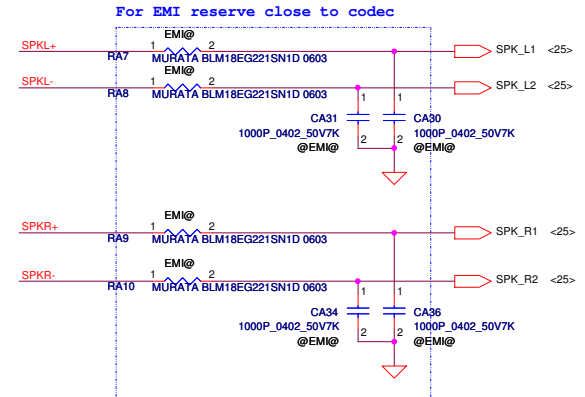 For EMI reserve close to codec
EMI@
SPKL+ 1 2 SPK_L1 <25>
RA7 MURATA BLM18EG221SN1D 0603
EMI@
SPKL- 1 2 SPK_L2 <25>
RA8 MURATA BLM18EG221SN1D 0603
1 1
CA31 CA30
1000P_0402_50V7K 1000P_0402_50V7K
2 2
@EMI@ @EMI@
EMI@
SPKR+ 1 2 SPK_R1 <25>
RA9 MURATA BLM18EG221SN1D 0603
EMI@
SPKR- 1 2 SPK_R2 <25>
RA10 MURATA BLM18EG221SN1D 0603
1 1
CA34 CA36
1000P_0402_50V7K 1000P_0402_50V7K
2 2
@EMI@ @EMI@